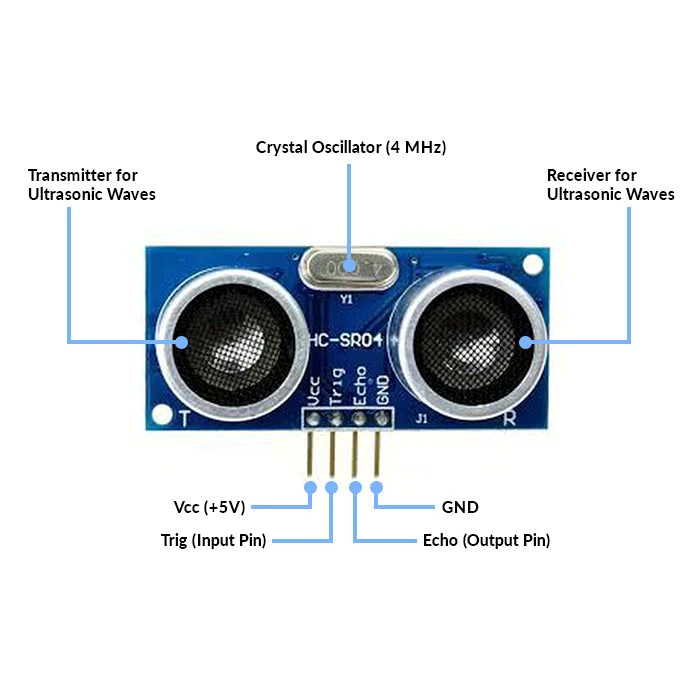 Crystal Oscillator (4 MHz)
Transmitter for
Ultrasonic Waves
Receiver for
Ultrasonic Waves
Y1
HC-SR04
Vcc
Trig
Echo
GND
T
J1
R
Vcc (+5V)
GND
Trig (Input Pin)
Echo (Output Pin)